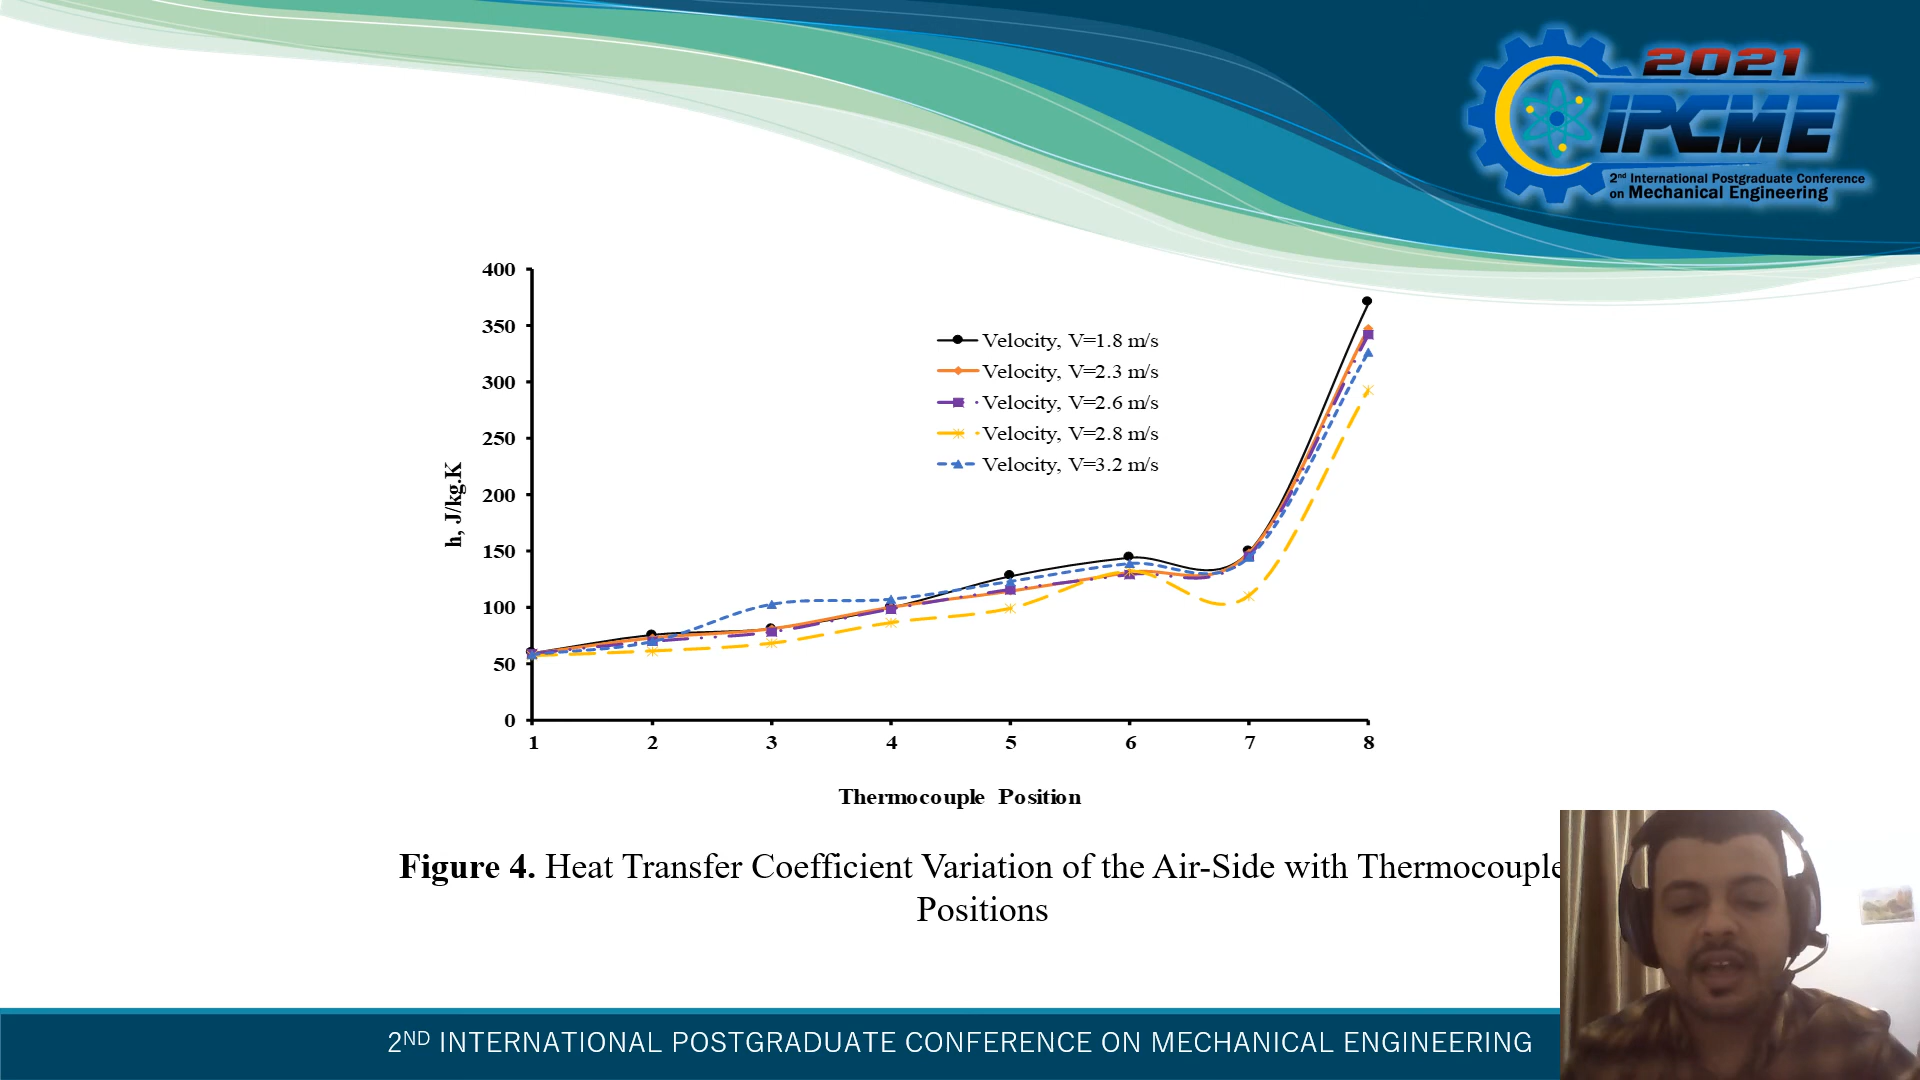 2021
IPCME
2nd International Postgraduate Conference
on Mechanical Engineering
400
350
300
250
200
150
100
50
0
h, J/kg.K
Velocity, V=1.8 m/s
Velocity, V=2.3 m/s
Velocity, V=2.6 m/s
Velocity, V=2.8 m/s
Velocity, V=3.2 m/s
1 2 3 4 5 6 7 8
Thermocouple Position
Figure 4. Heat Transfer Coefficient Variation of the Air-Side with Thermocouple
Positions
2ND INTERNATIONAL POSTGRADUATE CONFERENCE ON MECHANICAL ENGINEERING